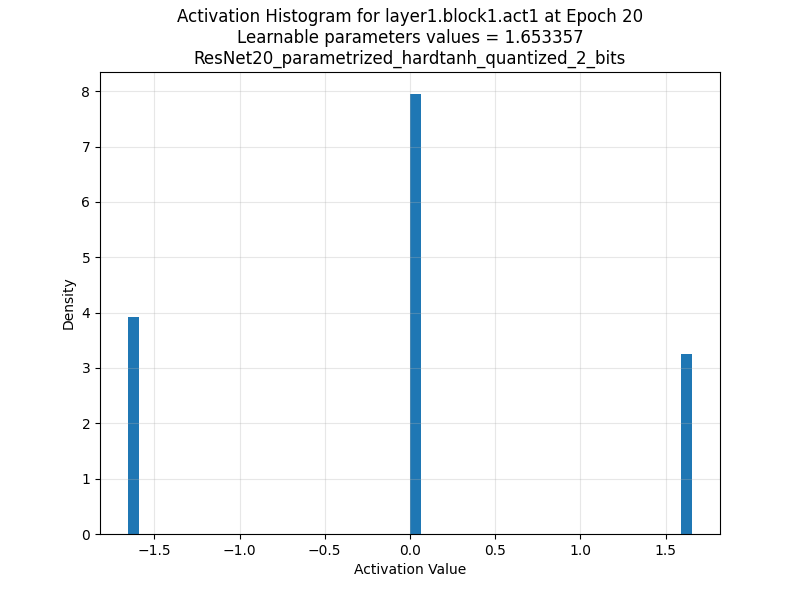 Activation Histogram for layer1.block1.act1 at Epoch 20
Learnable parameters values = 1.653357
ResNet20_parametrized_hardtanh_quantized_2_bits
8
7
6
5
4
3
2
1
0
Density
−1.5 −1.0 −0.5 0.0 0.5 1.0 1.5
Activation Value